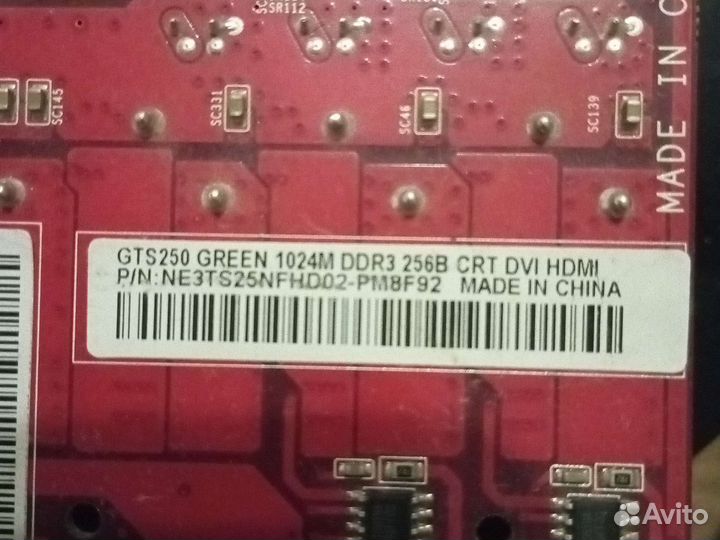 SR112
SC145
SC331
SC46
SC139
MADE IN C
GTS250 GREEN 1024M DDR3 256B CRT DVI HDMI
P/N:NE3TS25NFHD02-PM8F92 MADE IN CHINA
Avito